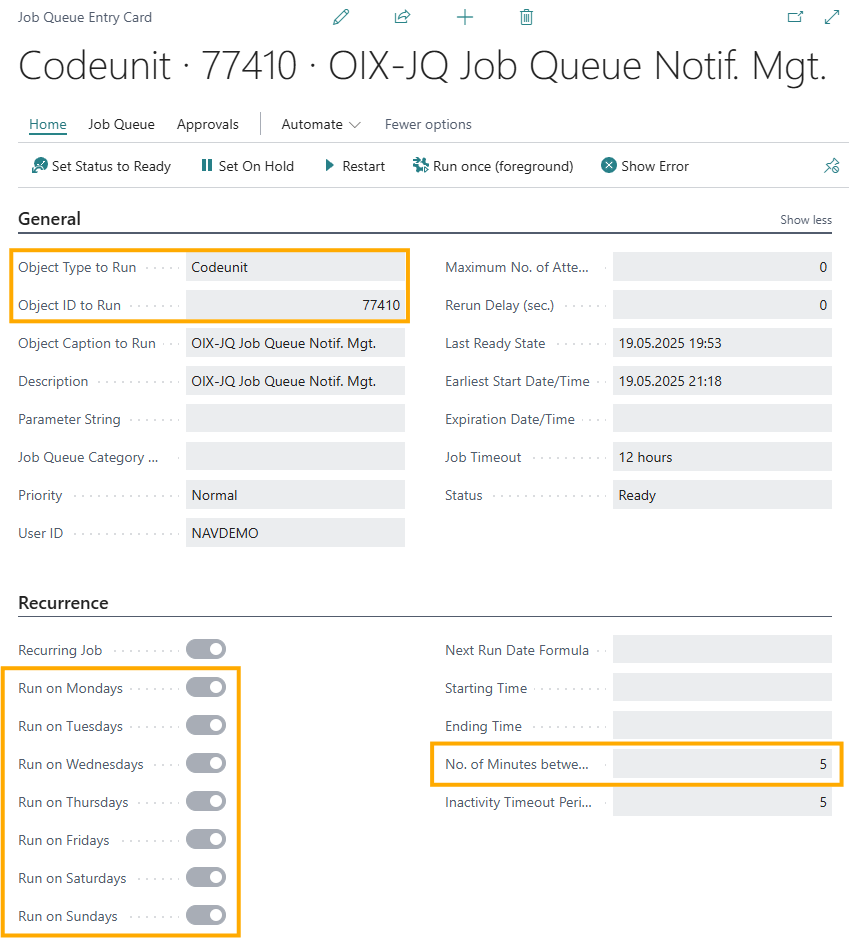 Job Queue Entry Card
Codeunit · 77410 · OIX-JQ Job Queue Notif. Mgt.
Home Job Queue Approvals Automate Fewer options
Set Status to Ready Set On Hold Restart Run once (foreground) Show Error
General Show less
Object Type to Run Codeunit
Object ID to Run 77410
Object Caption to Run OIX-JQ Job Queue Notif. Mgt.
Description OIX-JQ Job Queue Notif. Mgt.
Parameter String
Job Queue Category ...
Priority Normal
User ID NAVDEMO
Maximum No. of Atte... 0
Rerun Delay (sec.) 0
Last Ready State 19.05.2025 19:53
Earliest Start Date/Time 19.05.2025 21:18
Expiration Date/Time
Job Timeout 12 hours
Status Ready
Recurrence
Recurring Job
Run on Mondays
Run on Tuesdays
Run on Wednesdays
Run on Thursdays
Run on Fridays
Run on Saturdays
Run on Sundays
Next Run Date Formula
Starting Time
Ending Time
No. of Minutes betwe... 5
Inactivity Timeout Peri... 5